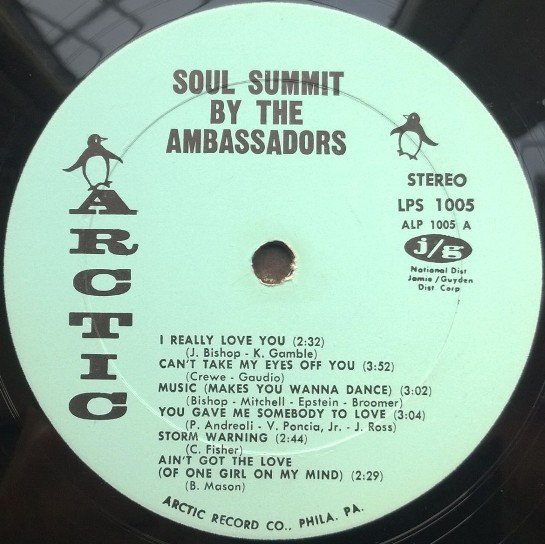 SOUL SUMMIT
BY THE
AMBASSADORS
ARCTIC
STEREO
LPS 1005
ALP 1005 A
j/g
National Dist
Jamie/Guyden
Dist Corp
I REALLY LOVE YOU (2:32)
(J. Bishop - K. Gamble)
CAN'T TAKE MY EYES OFF YOU (3:52)
(Crewe - Gaudio)
MUSIC (MAKES YOU WANNA DANCE) (3:02)
(Bishop - Mitchell - Epstein - Broomer)
YOU GAVE ME SOMEBODY TO LOVE (3:04)
(P. Andreoli - V. Poncia, Jr. - J. Ross)
STORM WARNING (2:44)
(C. Fisher)
AIN'T GOT THE LOVE
(OF ONE GIRL ON MY MIND) (2:29)
(B. Mason)
ARCTIC RECORD CO., PHILA. PA.